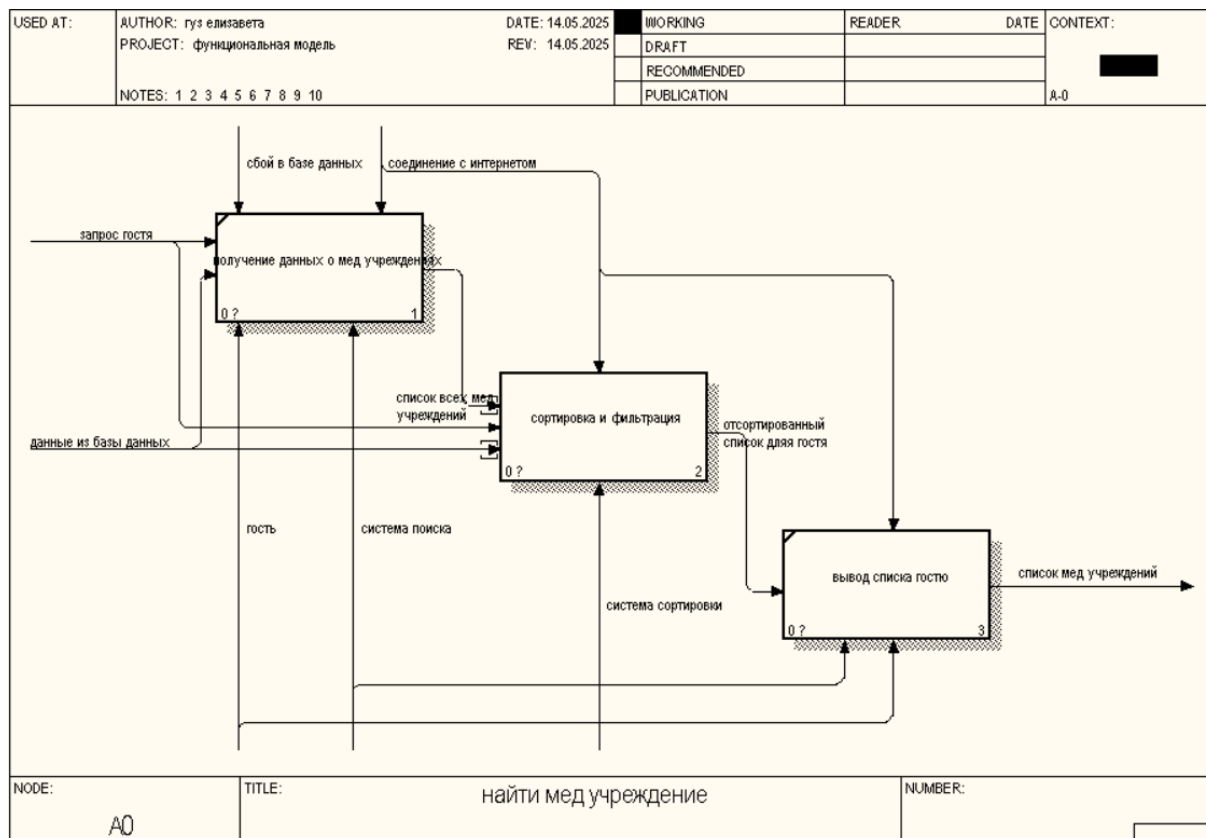 USED AT:
AUTHOR: гуs елизавета
DATE: 14.05.2025
PROJECT: функциональная модель
REV: 14.05.2025
NOTES: 1 2 3 4 5 6 7 8 9 10
WORKING
DRAFT
RECOMMENDED
PUBLICATION
READER
DATE
CONTEXT:
A-0
сбой в базе данных
соединение с интернетом
запрос гостя
получение данных о мед учреждениях
0 ?
1
список всех мед
учреждений
данные из базы данных
сортировка и фильтрация
0 ?
2
отсортированный
список дляя гостя
гость
система поиска
система сортировки
вывод списка гостю
0 ?
3
список мед учреждений
NODE:
A0
TITLE:
найти мед учреждение
NUMBER: